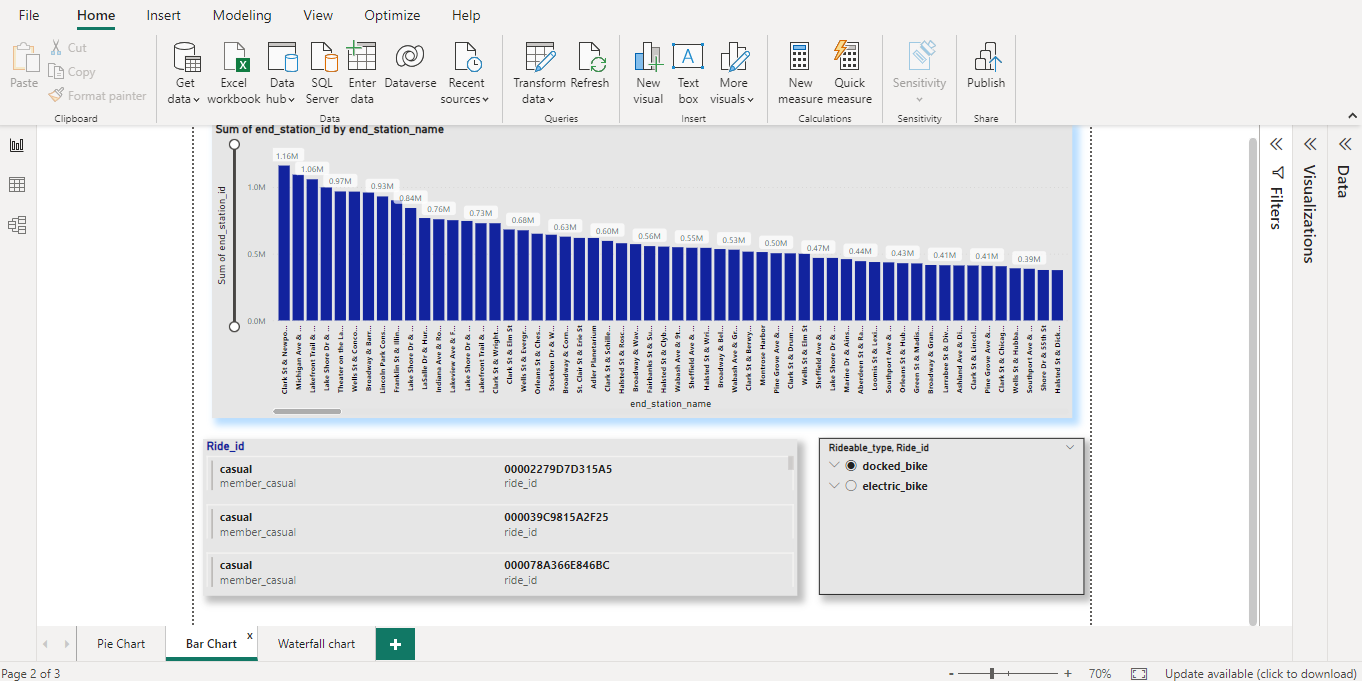 File Home Insert Modeling View Optimize Help
Paste
Cut
Copy
Format painter
Clipboard
Get data
Excel workbook
Data hub
SQL Server
Enter data
Dataverse
Recent sources
Data
Transform data
Refresh
Queries
New visual
Text box
More visuals
Insert
New measure
Quick measure
Calculations
Sensitivity
Sensitivity
Publish
Share
Sum of end_station_id by end_station_name
1.16M
1.06M
0.97M
0.93M
0.84M
0.76M
0.73M
0.68M
0.63M
0.60M
0.56M
0.55M
0.53M
0.50M
0.47M
0.44M
0.43M
0.41M
0.41M
0.39M
Sum of end_station_id
1.0M
0.5M
0.0M
Clark St & Newpo...
Michigan Ave & ...
Lakefront Trail & ...
Lake Shore Dr & ...
Theater on the La...
Wells St & Conco...
Broadway & Barr...
Lincoln Park Cons...
Franklin St & Illin...
Lake Shore Dr & ...
LaSalle Dr & Hur...
Indiana Ave & Ro...
Lakeview Ave & F...
Lake Shore Dr & ...
Lakefront Trail & ...
Clark St & Wright...
Clark St & Elm St
Wells St & Evergr...
Orleans St & Ches...
Stockton Dr & W...
Broadway & Corn...
St. Clair St & Erie St
Adler Planetarium
Clark St & Schille...
Halsted St & Rosc...
Broadway & Wav...
Fairbanks St & Su...
Halsted St & Clyb...
Wabash Ave & 9t...
Sheffield Ave & ...
Halsted St & Wri...
Broadway & Bel...
Wabash Ave & Gr...
Clark St & Berwy...
Montrose Harbor
Pine Grove Ave &...
Clark St & Drum...
Wells St & Elm St
Sheffield Ave & ...
Lake Shore Dr & ...
Marine Dr & Ains...
Aberdeen St & Ra...
Loomis St & Lexi...
Southport Ave & ...
Orleans St & Hub...
Green St & Madis...
Broadway & Gran...
Larrabee St & Div...
Ashland Ave & Di...
Clark St & Lincol...
Pine Grove Ave &...
Clark St & Chicag...
Wells St & Hubba...
Southport Ave & ...
Shore Dr & 55th St
Halsted St & Dick...
end_station_name
Ride_id
casual 00002279D7D315A5
member_casual ride_id
casual 000039C9815A2F25
member_casual ride_id
casual 000078A366E846BC
member_casual ride_id
Rideable_type, Ride_id
docked_bike
electric_bike
Filters
Visualizations
Data
Pie Chart Bar Chart x Waterfall chart +
Page 2 of 3 - + 70% Update available (click to download)